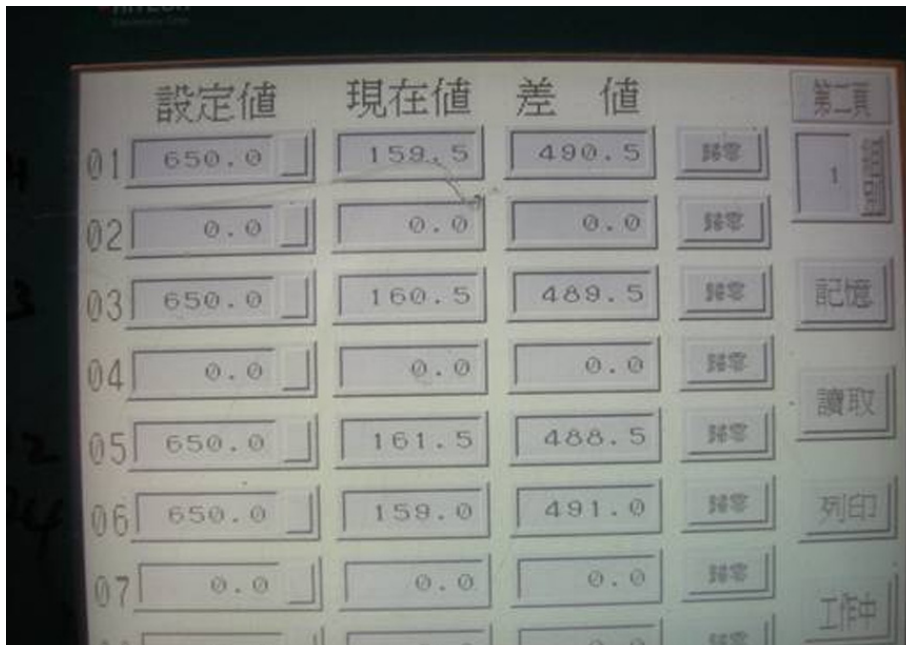 設定値 現在値 差 値 第二頁
01 650.0 159.5 490.5 歸零 1
02 0.0 0.0 0.0 歸零
03 650.0 160.5 489.5 歸零 記憶
04 0.0 0.0 0.0 歸零
讀取
05 650.0 161.5 488.5 歸零
06 650.0 159.0 491.0 歸零 列印
07 0.0 0.0 0.0 歸零
工作中